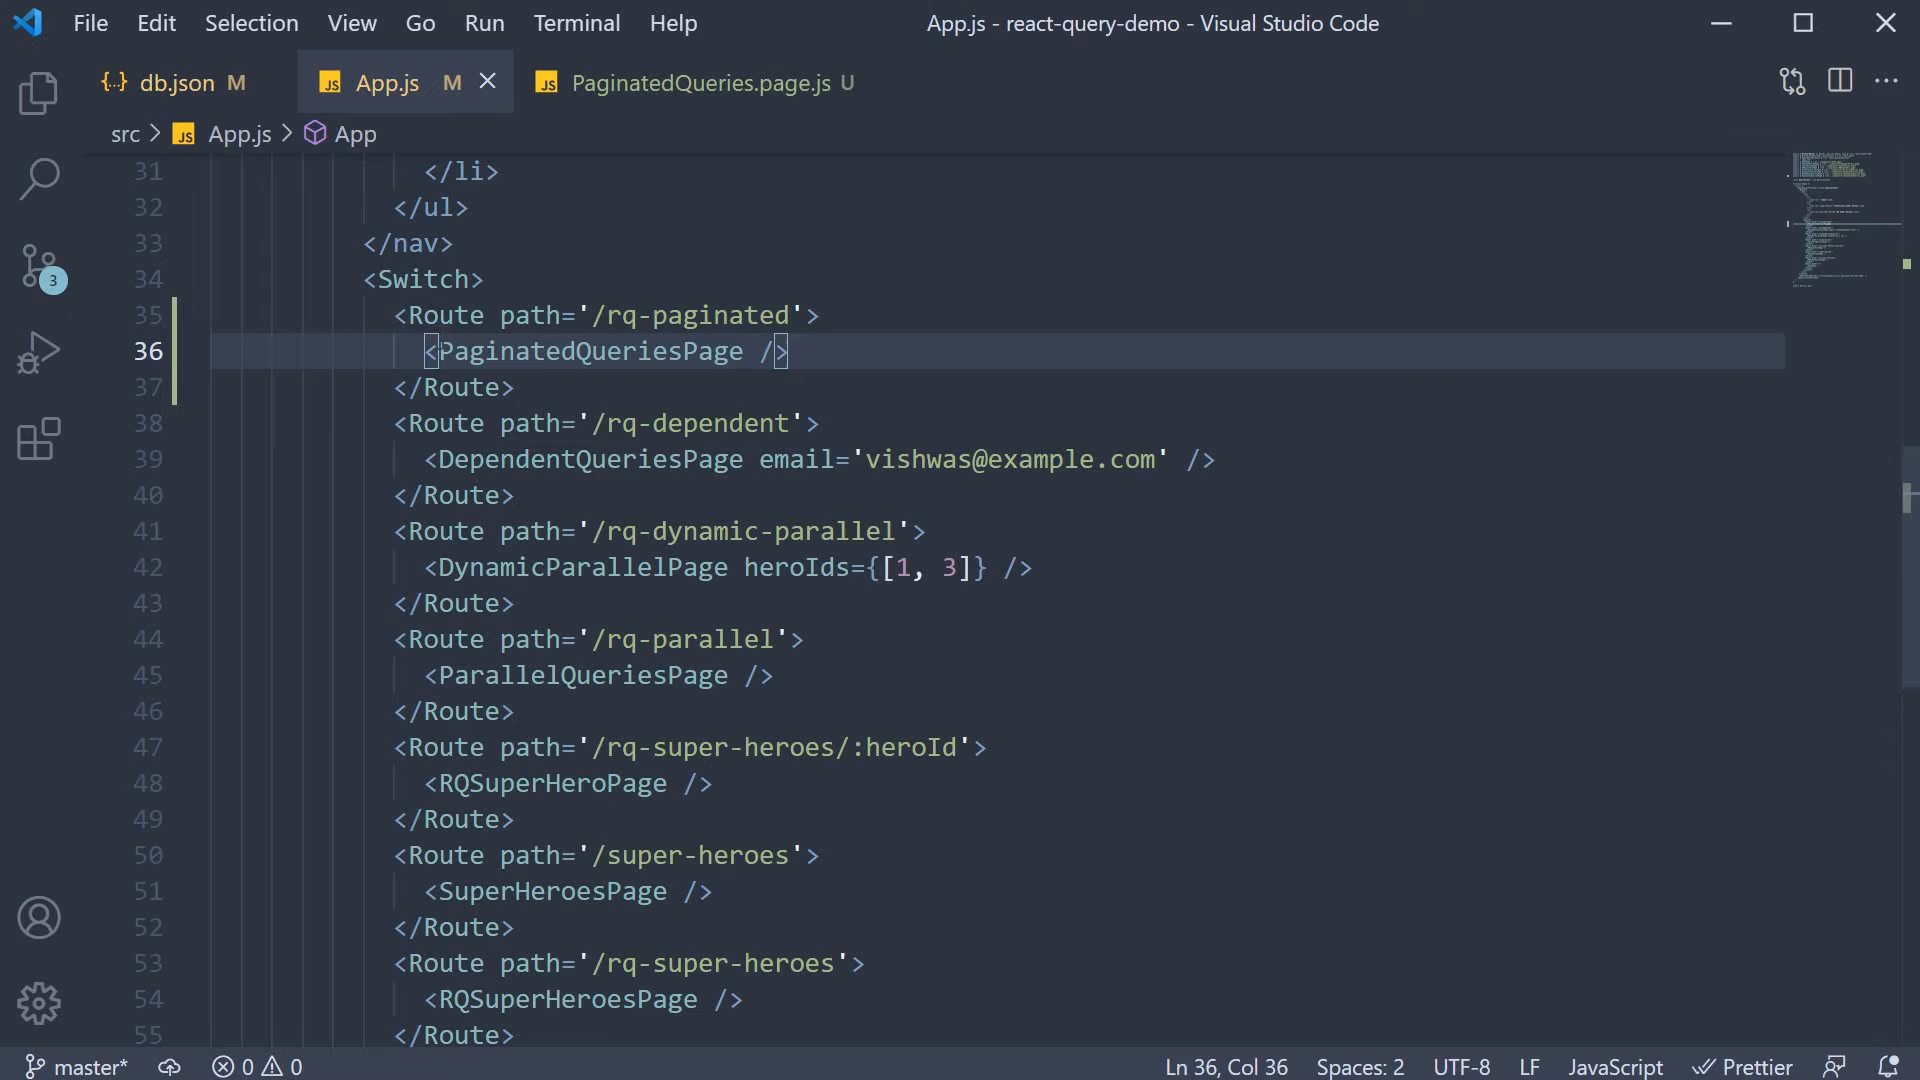 File Edit Selection View Go Run Terminal Help App.js - react-query-demo - Visual Studio Code
db.json M App.js M PaginatedQueries.page.js U
src > App.js > App
31 </li>
32 </ul>
33 </nav>
34 <Switch>
35 <Route path='/rq-paginated'>
36 <PaginatedQueriesPage />
37 </Route>
38 <Route path='/rq-dependent'>
39 <DependentQueriesPage email='vishwas@example.com' />
40 </Route>
41 <Route path='/rq-dynamic-parallel'>
42 <DynamicParallelPage heroIds={[1, 3]} />
43 </Route>
44 <Route path='/rq-parallel'>
45 <ParallelQueriesPage />
46 </Route>
47 <Route path='/rq-super-heroes/:heroId'>
48 <RQSuperHeroPage />
49 </Route>
50 <Route path='/super-heroes'>
51 <SuperHeroesPage />
52 </Route>
53 <Route path='/rq-super-heroes'>
54 <RQSuperHeroesPage />
55 </Route>
3
master* 0 0 Ln 36, Col 36 Spaces: 2 UTF-8 LF JavaScript Prettier